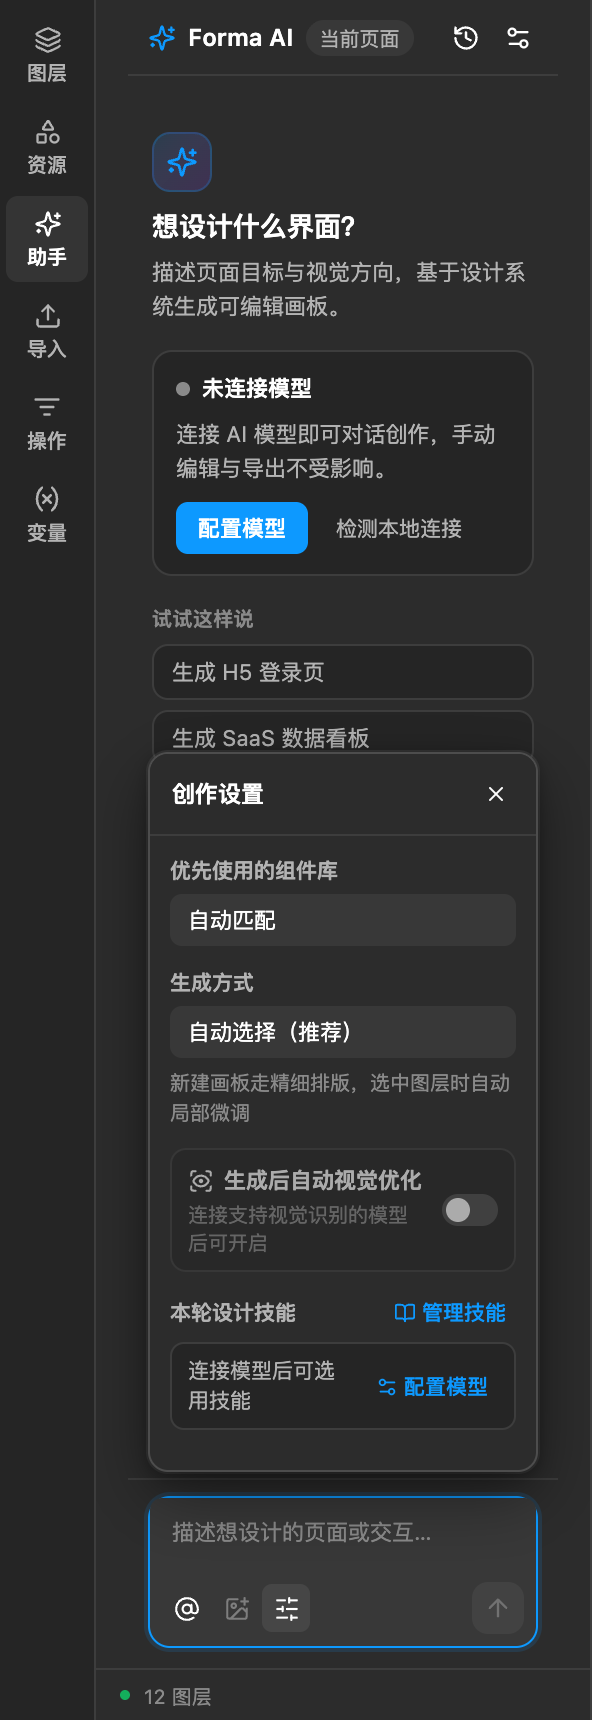 图层
资源
助手
导入
操作
变量
Forma AI 当前页面
想设计什么界面?
描述页面目标与视觉方向，基于设计系
统生成可编辑画板。
未连接模型
连接 AI 模型即可对话创作，手动
编辑与导出不受影响。
配置模型 检测本地连接
试试这样说
生成 H5 登录页
生成 SaaS 数据看板
创作设置
优先使用的组件库
自动匹配
生成方式
自动选择（推荐）
新建画板走精细排版，选中图层时自动
局部微调
生成后自动视觉优化
连接支持视觉识别的模型
后可开启
本轮设计技能 管理技能
连接模型后可选
用技能
配置模型
描述想设计的页面或交互...
12 图层